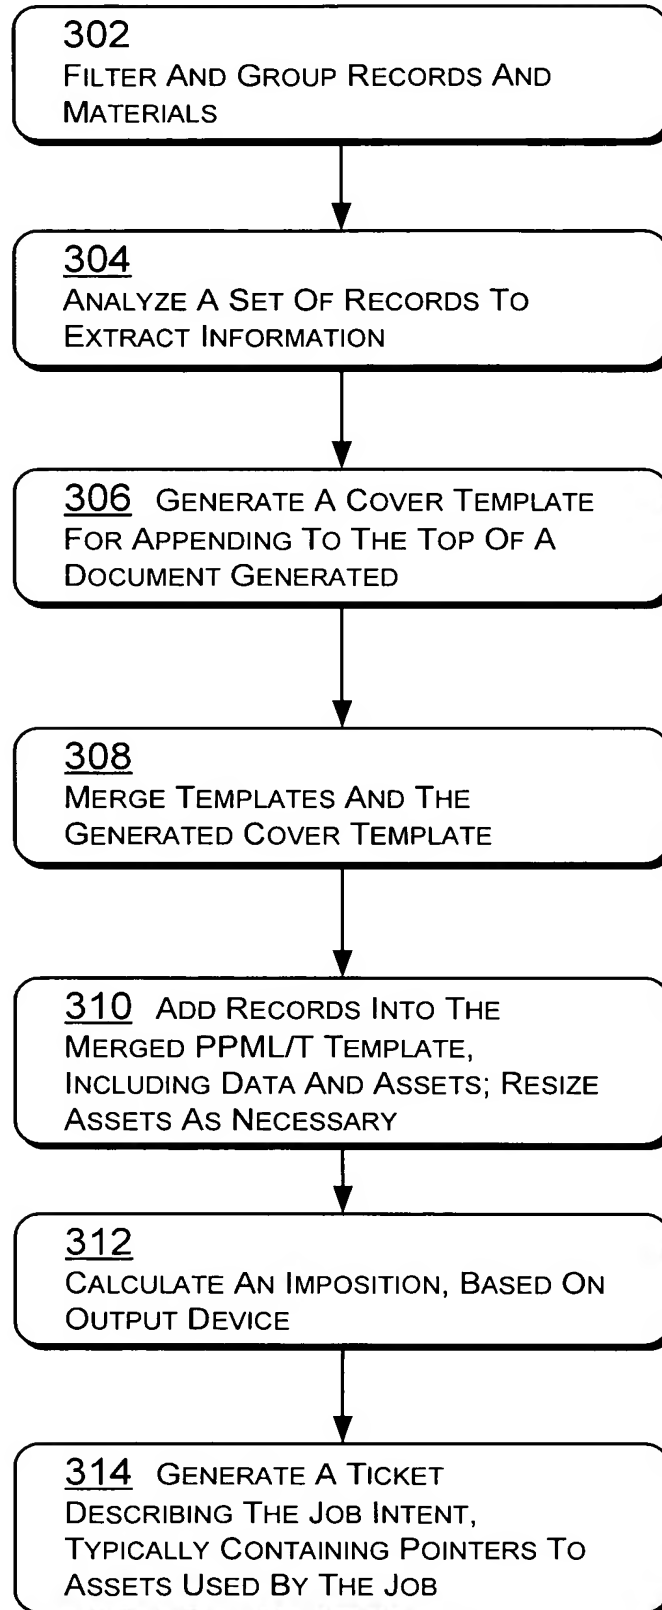 302
FILTER AND GROUP RECORDS AND
MATERIALS
304
ANALYZE A SET OF RECORDS TO
EXTRACT INFORMATION
306 GENERATE A COVER TEMPLATE
FOR APPENDING TO THE TOP OF A
DOCUMENT GENERATED
308
MERGE TEMPLATES AND THE
GENERATED COVER TEMPLATE
310 ADD RECORDS INTO THE
MERGED PPML/T TEMPLATE,
INCLUDING DATA AND ASSETS; RESIZE
ASSETS AS NECESSARY
312
CALCULATE AN IMPOSITION, BASED ON
OUTPUT DEVICE
314 GENERATE A TICKET
DESCRIBING THE JOB INTENT,
TYPICALLY CONTAINING POINTERS TO
ASSETS USED BY THE JOB